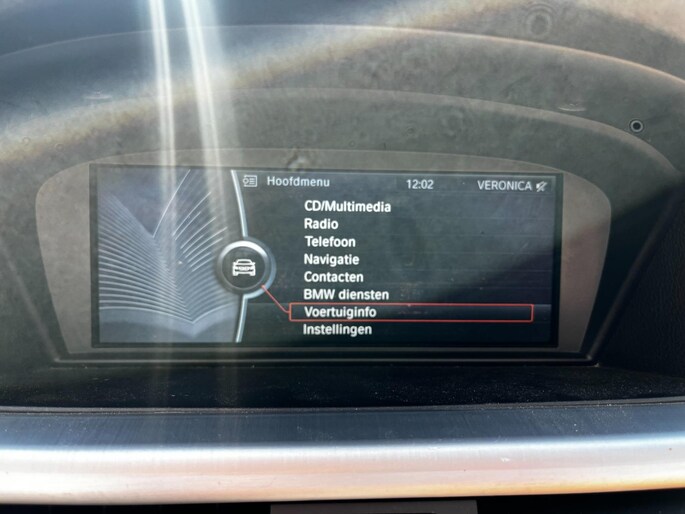 Hoofdmenu 12:02 VERONICA
CD/Multimedia
Radio
Telefoon
Navigatie
Contacten
BMW diensten
Voertuiginfo
Instellingen